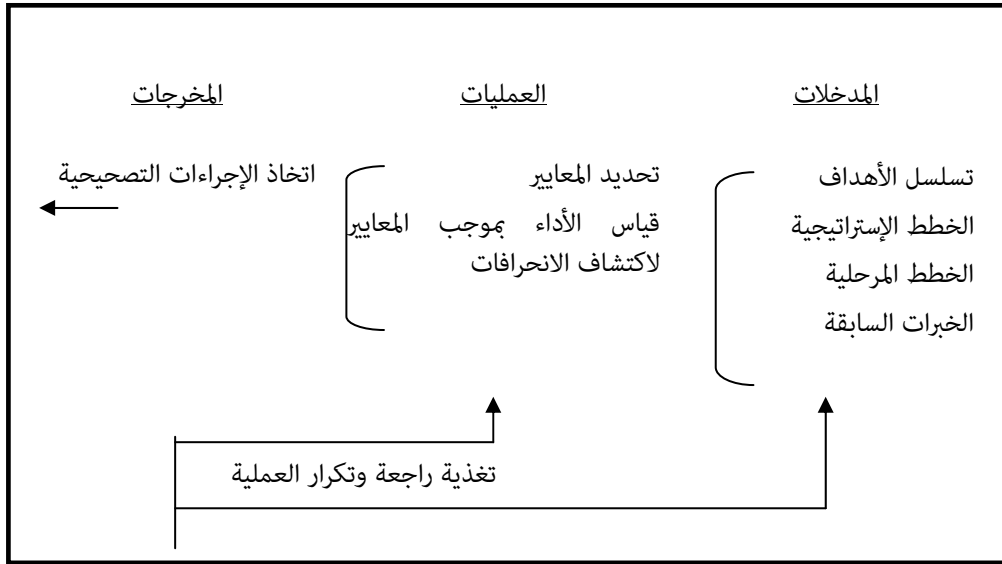 المدخلات
العمليات
المخرجات
تسلسل الأهداف
الخطط الإستراتيجية
الخطط المرحلية
الخبرات السابقة
تحديد المعايير
قياس الأداء بموجب المعايير
لاكتشاف الانحرافات
اتخاذ الإجراءات التصحيحية
تغذية راجعة وتكرار العملية